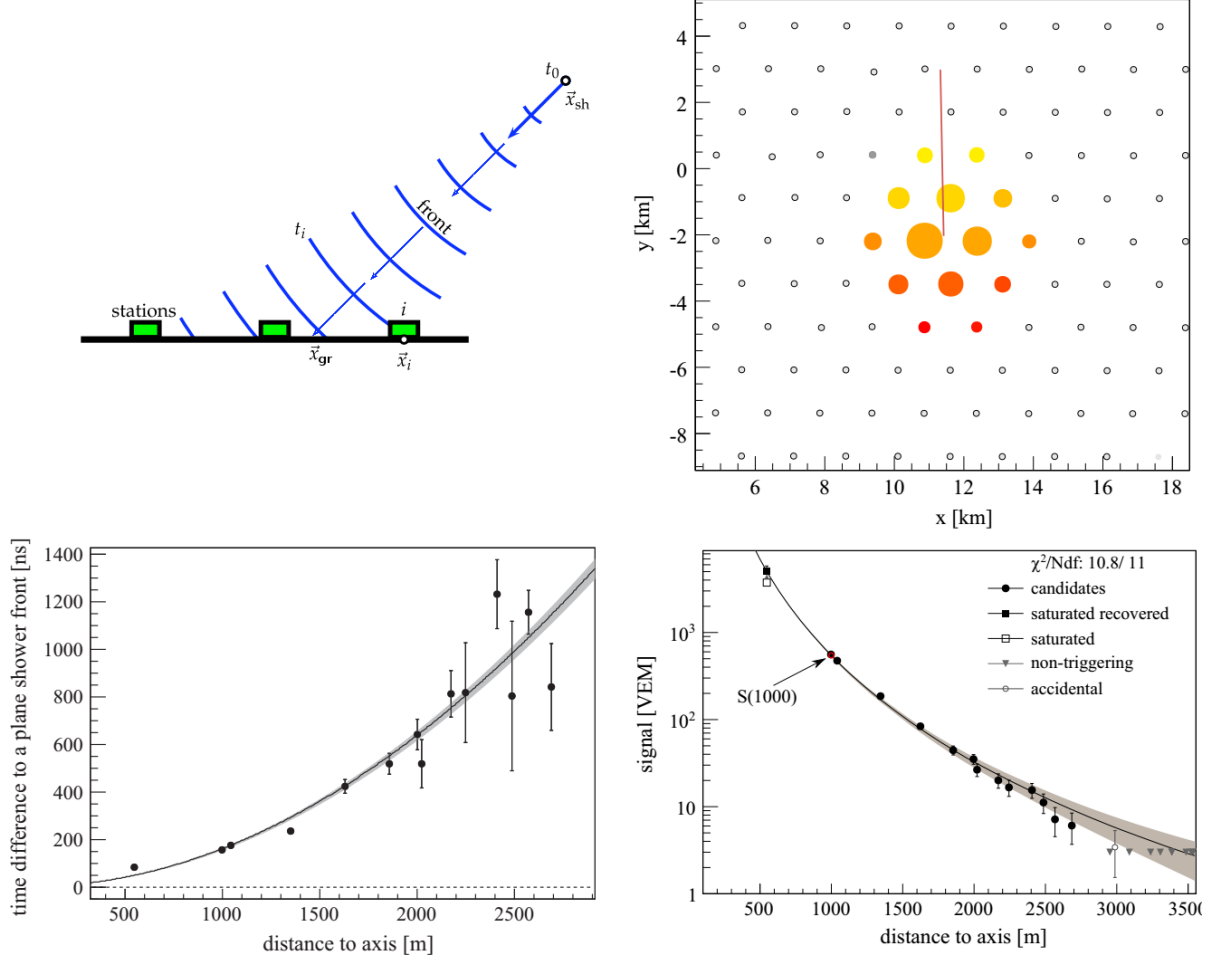 t₀
x⃗sh
tᵢ
front
stations
i
x⃗gr
x⃗ᵢ
4
2
0
-2
-4
-6
-8
y [km]
6 8 10 12 14 16 18
x [km]
1400
1200
1000
800
600
400
200
0
time difference to a plane shower front [ns]
500 1000 1500 2000 2500
distance to axis [m]
χ²/Ndf: 10.8/ 11
candidates
saturated recovered
saturated
non-triggering
accidental
S(1000)
10³
10²
10
1
signal [VEM]
500 1000 1500 2000 2500 3000 350
distance to axis [m]